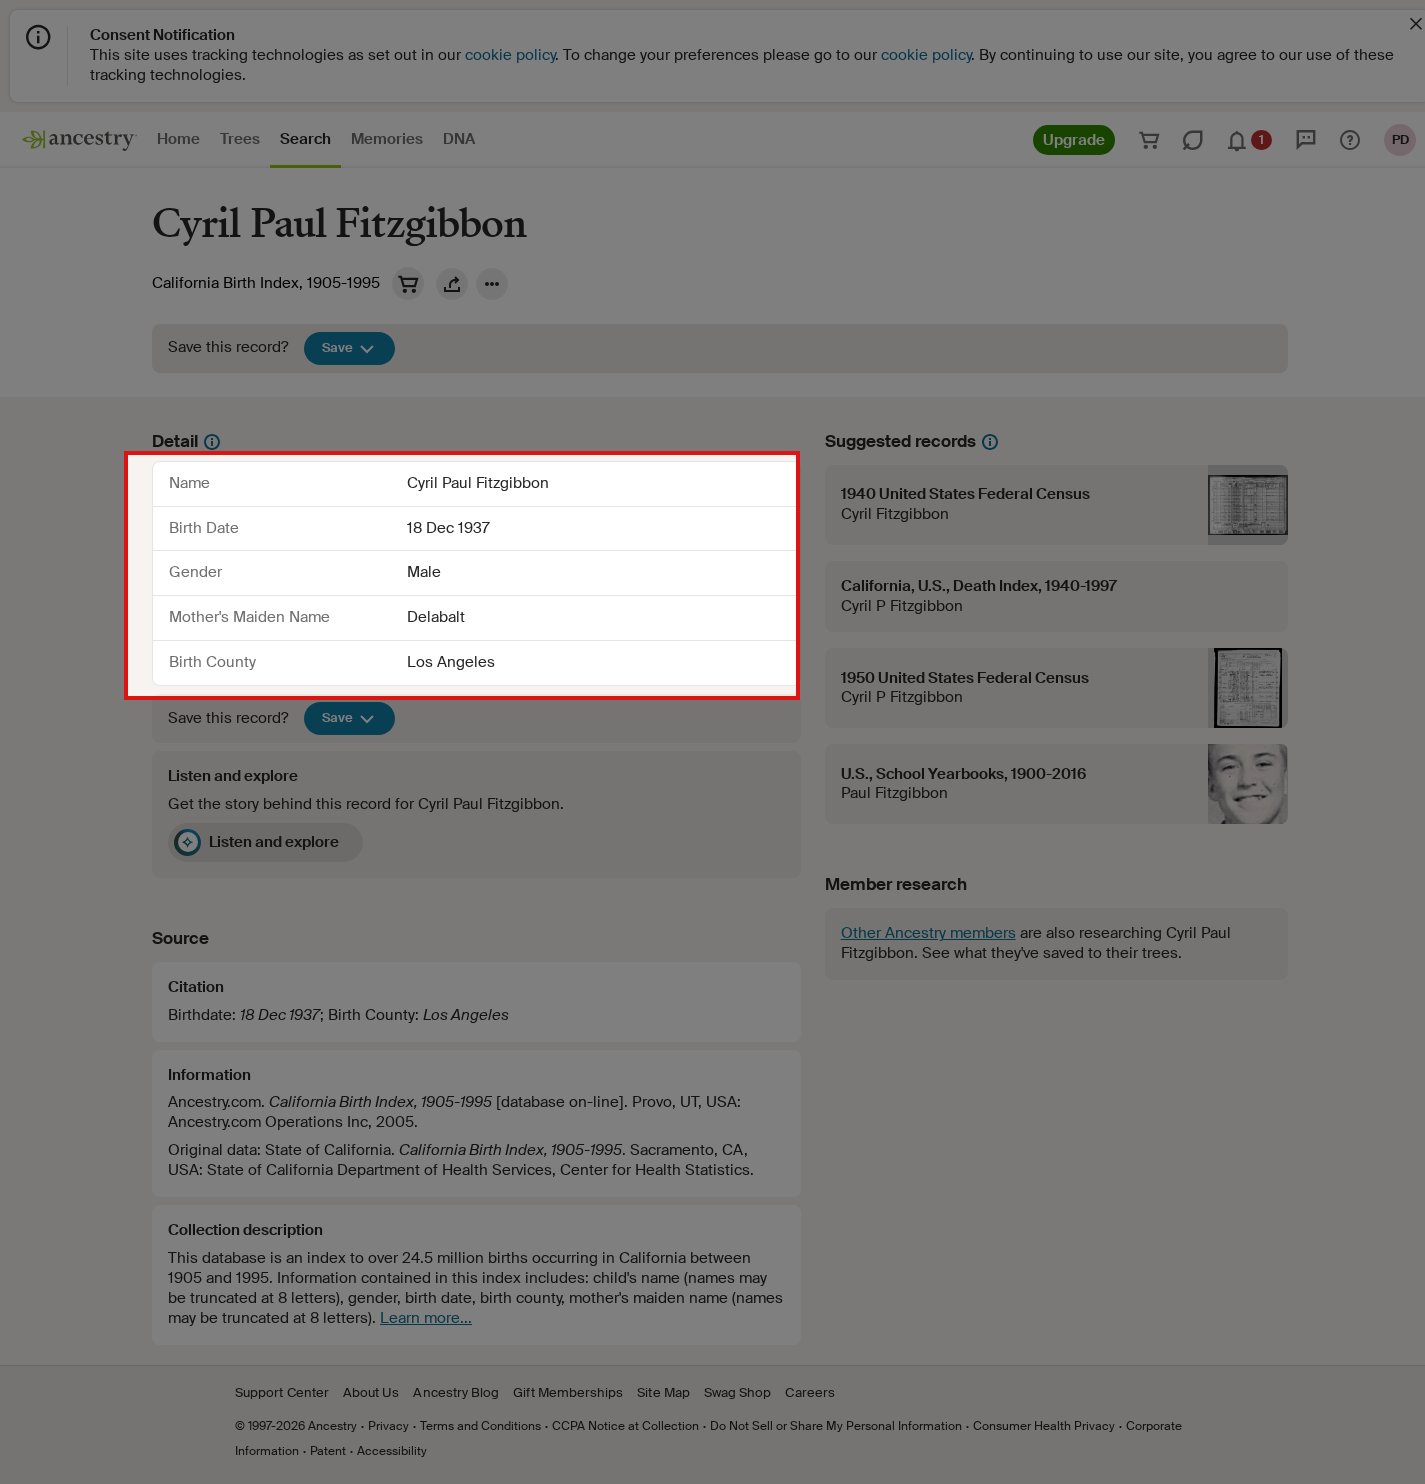 Consent Notification
This site uses tracking technologies as set out in our cookie policy. To change your preferences please go to our cookie policy. By continuing to use our site, you agree to our use of these
tracking technologies.
ancestry
Home Trees Search Memories DNA
Upgrade
1
PD
Cyril Paul Fitzgibbon
California Birth Index, 1905-1995
Save this record? Save
Detail
Name Cyril Paul Fitzgibbon
Birth Date 18 Dec 1937
Gender Male
Mother's Maiden Name Delabalt
Birth County Los Angeles
Save this record? Save
Listen and explore
Get the story behind this record for Cyril Paul Fitzgibbon.
Listen and explore
Source
Citation
Birthdate: 18 Dec 1937; Birth County: Los Angeles
Information
Ancestry.com. California Birth Index, 1905-1995 [database on-line]. Provo, UT, USA:
Ancestry.com Operations Inc, 2005.
Original data: State of California. California Birth Index, 1905-1995. Sacramento, CA,
USA: State of California Department of Health Services, Center for Health Statistics.
Collection description
This database is an index to over 24.5 million births occurring in California between
1905 and 1995. Information contained in this index includes: child's name (names may
be truncated at 8 letters), gender, birth date, birth county, mother's maiden name (names
may be truncated at 8 letters). Learn more...
Suggested records
1940 United States Federal Census
Cyril Fitzgibbon
California, U.S., Death Index, 1940-1997
Cyril P Fitzgibbon
1950 United States Federal Census
Cyril P Fitzgibbon
U.S., School Yearbooks, 1900-2016
Paul Fitzgibbon
Member research
Other Ancestry members are also researching Cyril Paul
Fitzgibbon. See what they've saved to their trees.
Support Center About Us Ancestry Blog Gift Memberships Site Map Swag Shop Careers
© 1997-2026 Ancestry · Privacy · Terms and Conditions · CCPA Notice at Collection · Do Not Sell or Share My Personal Information · Consumer Health Privacy · Corporate
Information · Patent · Accessibility